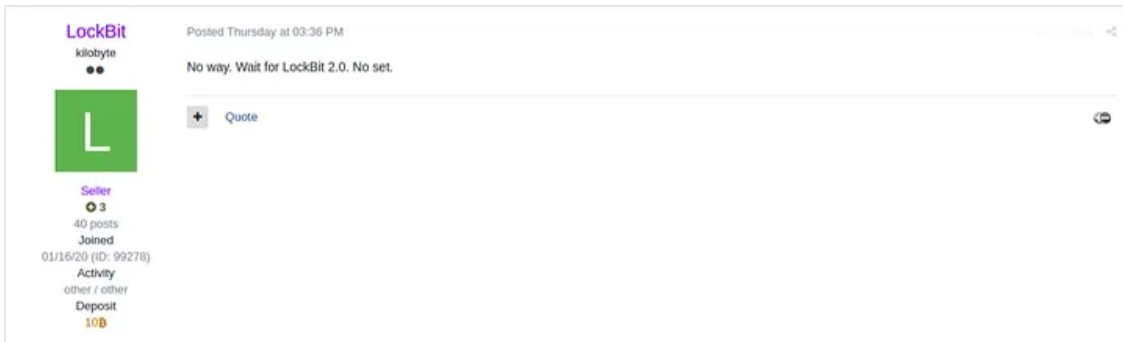 LockBit
kilobyte
L
Seller
3
40 posts
Joined
01/16/20 (ID: 99278)
Activity
other / other
Deposit
10₿
Posted Thursday at 03:36 PM
No way. Wait for LockBit 2.0. No set.
+ Quote